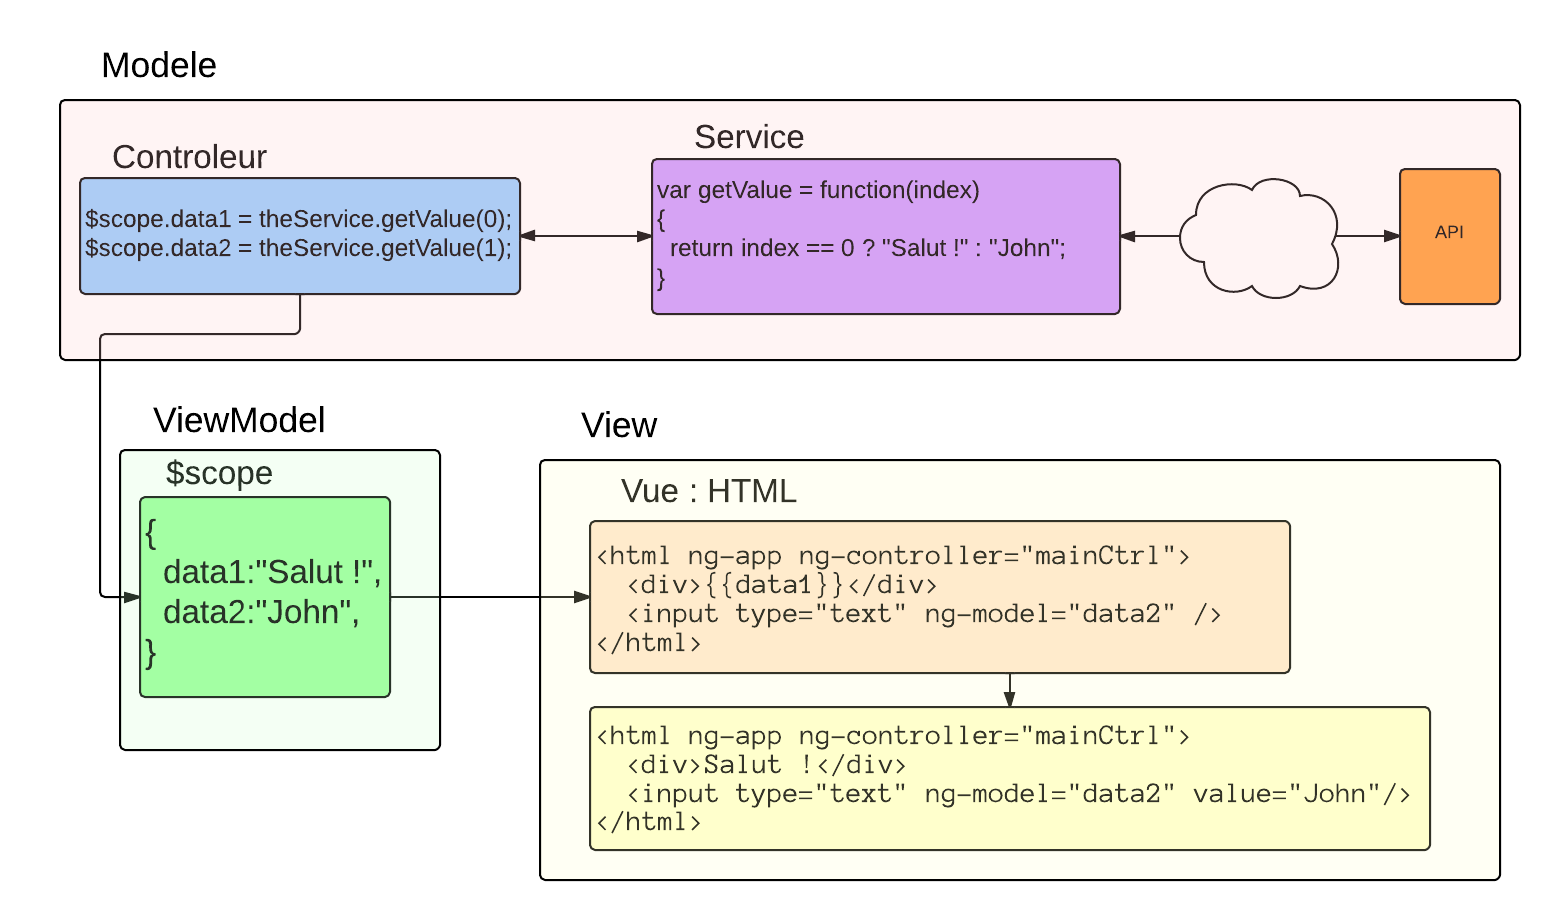 Modele
Controleur
$scope.data1 = theService.getValue(0);
$scope.data2 = theService.getValue(1);
Service
var getValue = function(index)
{
return index == 0 ? "Salut !" : "John";
}
API
ViewModel
$scope
{
data1:"Salut !",
data2:"John",
}
View
Vue : HTML
<html ng-app ng-controller="mainCtrl">
<div>{{data1}}</div>
<input type="text" ng-model="data2" />
</html>
<html ng-app ng-controller="mainCtrl">
<div>Salut !</div>
<input type="text" ng-model="data2" value="John"/>
</html>